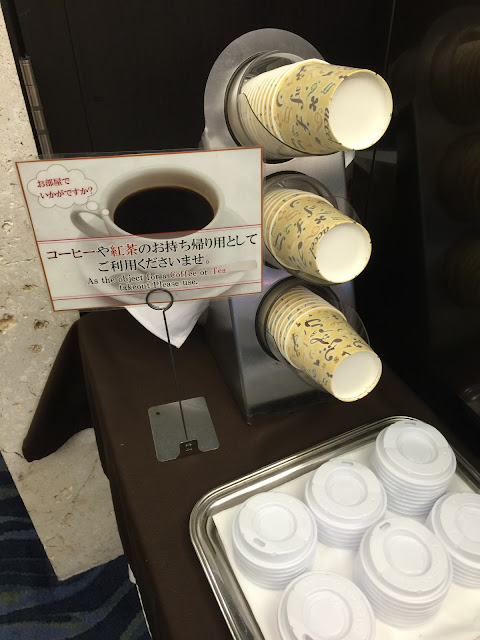 お部屋で
いかがですか?
コーヒーや紅茶のお持ち帰り用として
ご利用くださいませ。
As the object for a Coffee or Tea
takeout Please use.